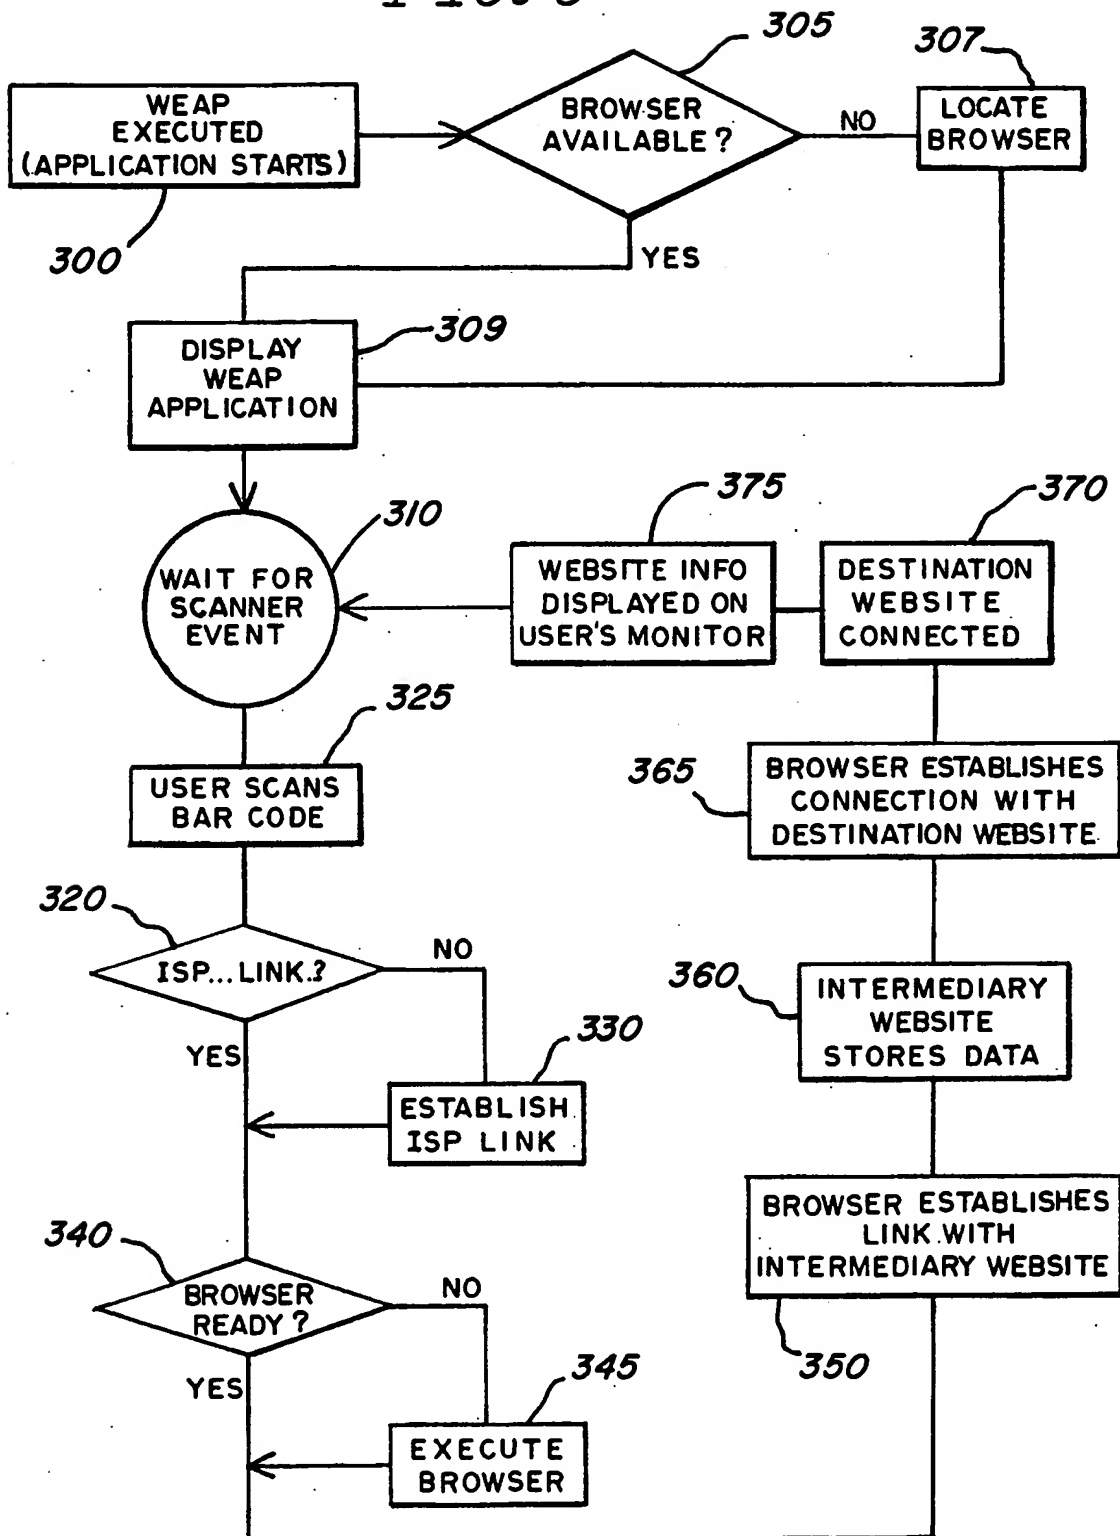 305
307
WEAP
EXECUTED
(APPLICATION STARTS)
BROWSER
AVAILABLE?
NO
LOCATE
BROWSER
300
YES
309
DISPLAY
WEAP
APPLICATION
310
375
370
WAIT FOR
SCANNER
EVENT
WEBSITE INFO
DISPLAYED ON
USER'S MONITOR
DESTINATION
WEBSITE
CONNECTED
325
USER SCANS
BAR CODE
365
BROWSER ESTABLISHES
CONNECTION WITH
DESTINATION WEBSITE
320
ISP...LINK.?
NO
YES
360
INTERMEDIARY
WEBSITE
STORES DATA
330
ESTABLISH
ISP LINK
BROWSER ESTABLISHES
LINK WITH
INTERMEDIARY WEBSITE
350
340
BROWSER
READY?
NO
YES
345
EXECUTE
BROWSER